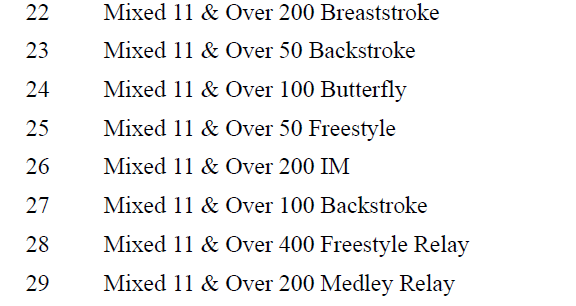 22 Mixed 11 & Over 200 Breaststroke
23 Mixed 11 & Over 50 Backstroke
24 Mixed 11 & Over 100 Butterfly
25 Mixed 11 & Over 50 Freestyle
26 Mixed 11 & Over 200 IM
27 Mixed 11 & Over 100 Backstroke
28 Mixed 11 & Over 400 Freestyle Relay
29 Mixed 11 & Over 200 Medley Relay